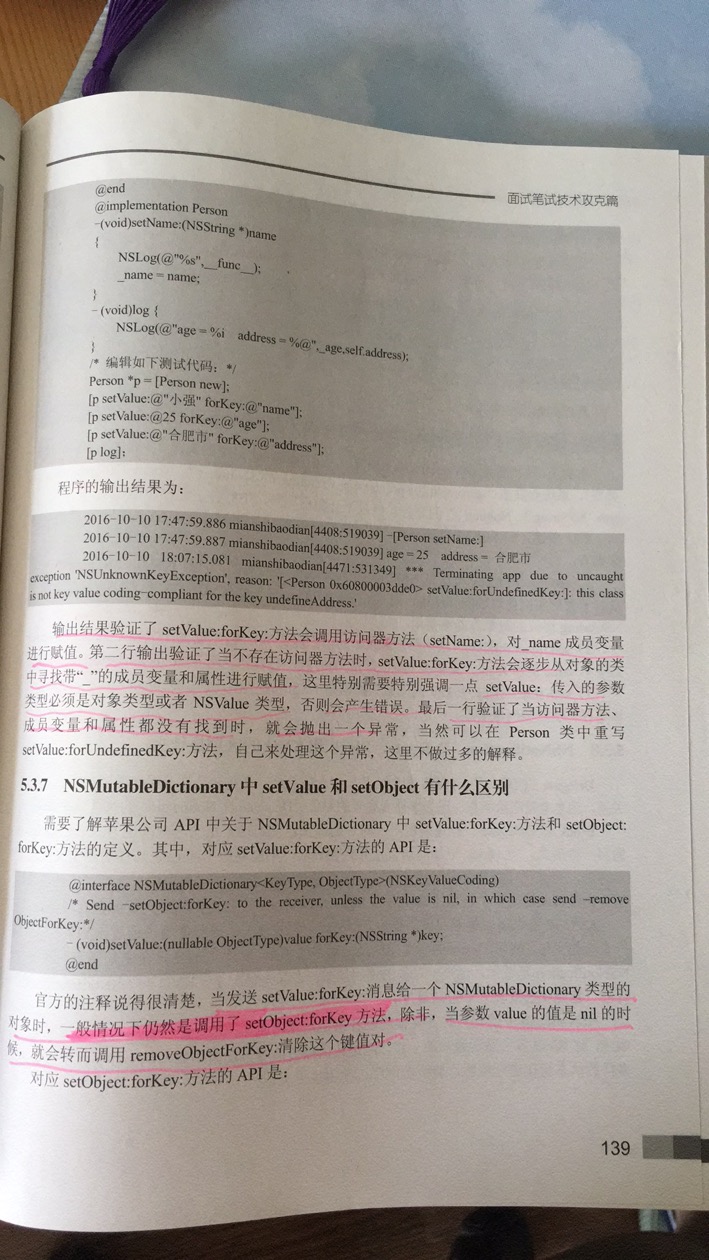 面试笔试技术攻克篇
@end
@implementation Person
-(void)setName:(NSString *)name
{
NSLog(@"%s",__func__);
_name = name;
}
- (void)log {
NSLog(@"age = %i address = %@",_age,self.address);
}
/* 编辑如下测试代码：*/
Person *p = [Person new];
[p setValue:@"小强" forKey:@"name"];
[p setValue:@25 forKey:@"age"];
[p setValue:@"合肥市" forKey:@"address"];
[p log];
程序的输出结果为：
2016-10-10 17:47:59.886 mianshibaodian[4408:519039] -[Person setName:]
2016-10-10 17:47:59.887 mianshibaodian[4408:519039] age = 25 address = 合肥市
2016-10-10 18:07:15.081 mianshibaodian[4471:531349] *** Terminating app due to uncaught
exception 'NSUnknownKeyException', reason: '[<Person 0x60800003dde0> setValue:forUndefinedKey:]: this class
is not key value coding-compliant for the key undefineAddress.'
输出结果验证了 setValue:forKey:方法会调用访问器方法（setName:），对_name 成员变量
进行赋值。第二行输出验证了当不存在访问器方法时，setValue:forKey:方法会逐步从对象的类
中寻找带“_”的成员变量和属性进行赋值，这里特别需要特别强调一点 setValue：传入的参数
类型必须是对象类型或者 NSValue 类型，否则会产生错误。最后一行验证了当访问器方法、
成员变量和属性都没有找到时，就会抛出一个异常，当然可以在 Person 类中重写
setValue:forUndefinedKey:方法，自己来处理这个异常，这里不做过多的解释。
5.3.7 NSMutableDictionary 中 setValue 和 setObject 有什么区别
需要了解苹果公司 API 中关于 NSMutableDictionary 中 setValue:forKey:方法和 setObject:
forKey:方法的定义。其中，对应 setValue:forKey:方法的 API 是：
@interface NSMutableDictionary<KeyType, ObjectType>(NSKeyValueCoding)
/* Send -setObject:forKey: to the receiver, unless the value is nil, in which case send -remove
ObjectForKey:*/
- (void)setValue:(nullable ObjectType)value forKey:(NSString *)key;
@end
官方的注释说得很清楚，当发送 setValue:forKey:消息给一个 NSMutableDictionary 类型的
对象时，一般情况下仍然是调用了 setObject:forKey 方法，除非，当参数 value 的值是 nil 的时
候，就会转而调用 removeObjectForKey:清除这个键值对。
对应 setObject:forKey:方法的 API 是：
139